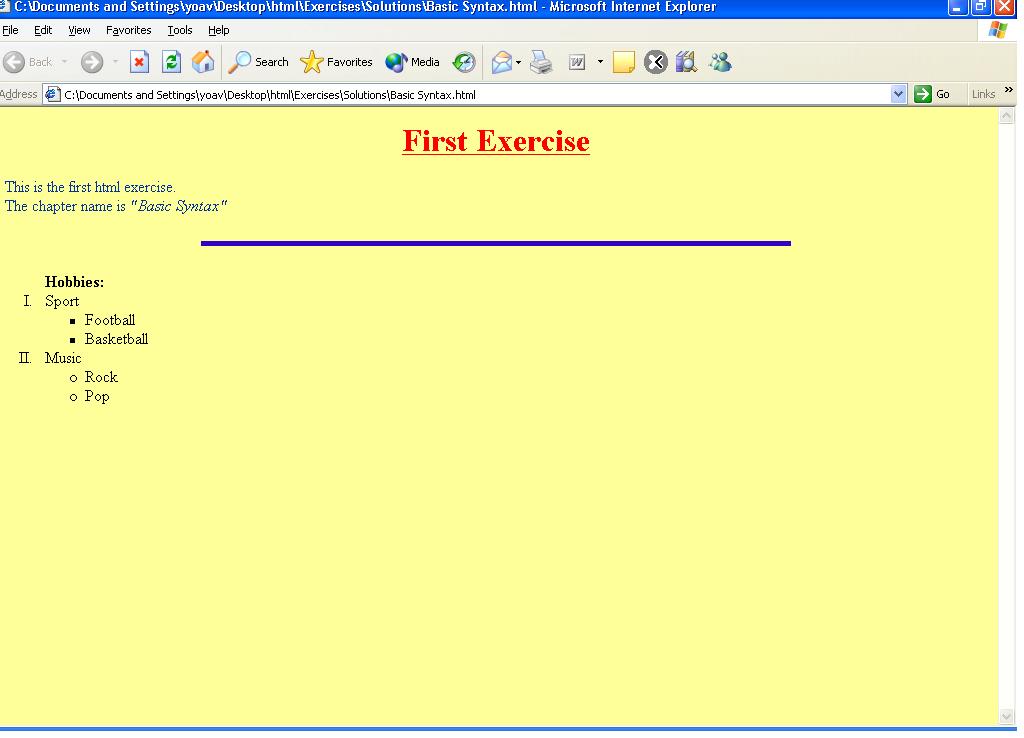 C:\Documents and Settings\yoav\Desktop\html\Exercises\Solutions\Basic Syntax.html - Microsoft Internet Explorer
File Edit View Favorites Tools Help
Back Search Favorites Media W
Address C:\Documents and Settings\yoav\Desktop\html\Exercises\Solutions\Basic Syntax.html Go Links »
First Exercise
This is the first html exercise.
The chapter name is "Basic Syntax"
Hobbies:
I. Sport
▪ Football
▪ Basketball
II. Music
o Rock
o Pop